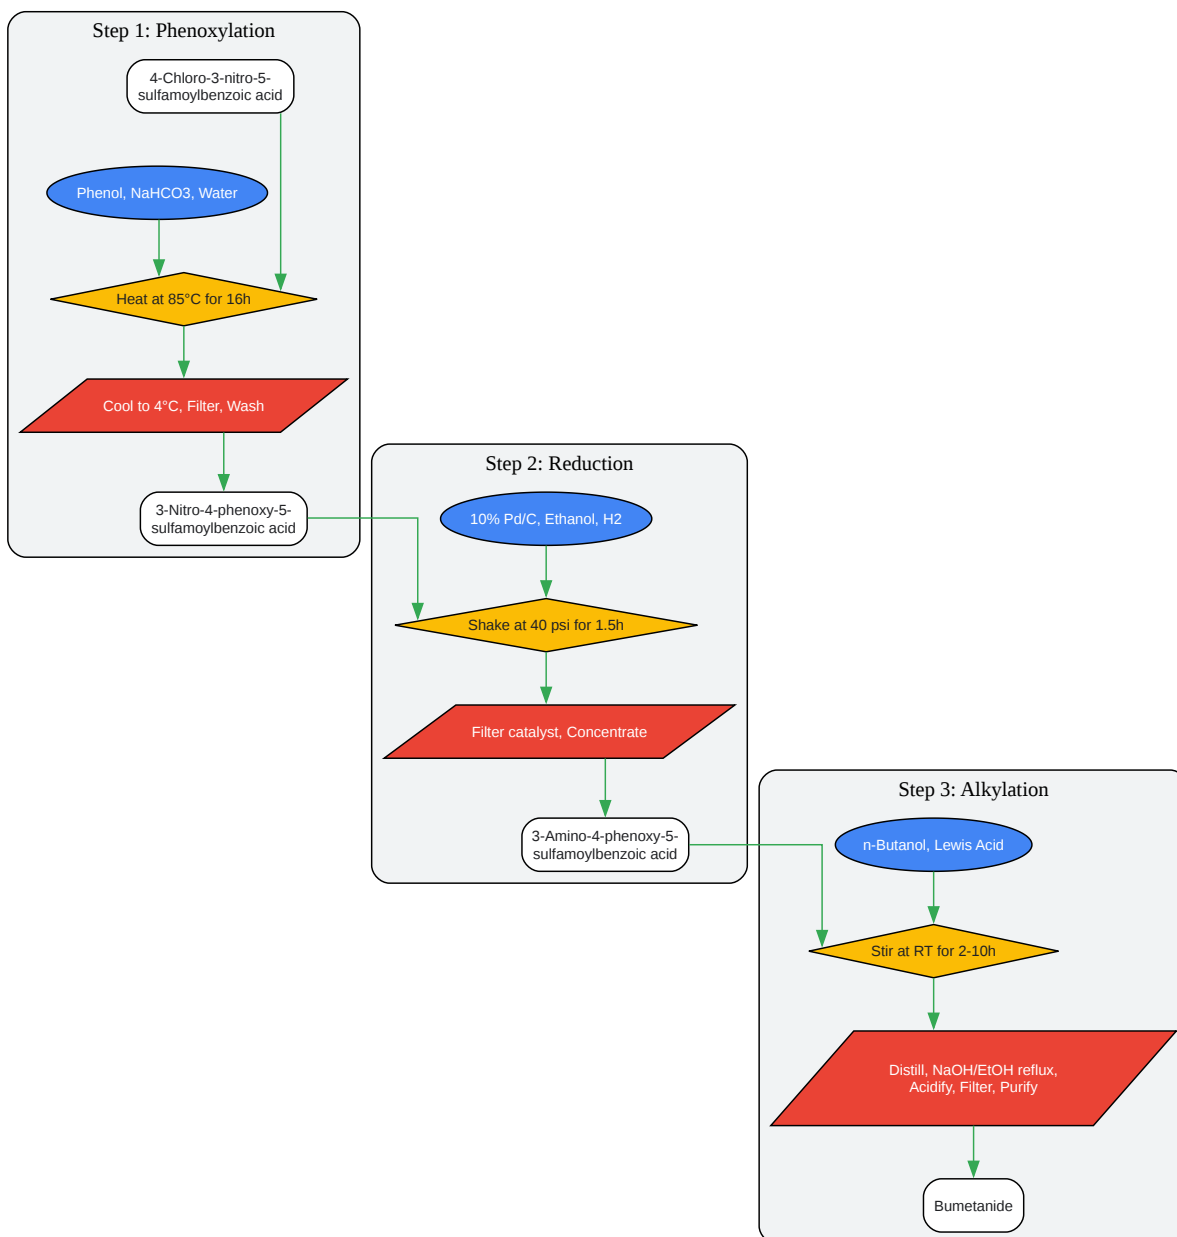 Step 1: Phenoxylation
4-Chloro-3-nitro-5-
sulfamoylbenzoic acid
Phenol, NaHCO3, Water
Heat at 85°C for 16h
Cool to 4°C, Filter, Wash
3-Nitro-4-phenoxy-5-
sulfamoylbenzoic acid
Step 2: Reduction
10% Pd/C, Ethanol, H2
Shake at 40 psi for 1.5h
Filter catalyst, Concentrate
3-Amino-4-phenoxy-5-
sulfamoylbenzoic acid
Step 3: Alkylation
n-Butanol, Lewis Acid
Stir at RT for 2-10h
Distill, NaOH/EtOH reflux,
Acidify, Filter, Purify
Bumetanide